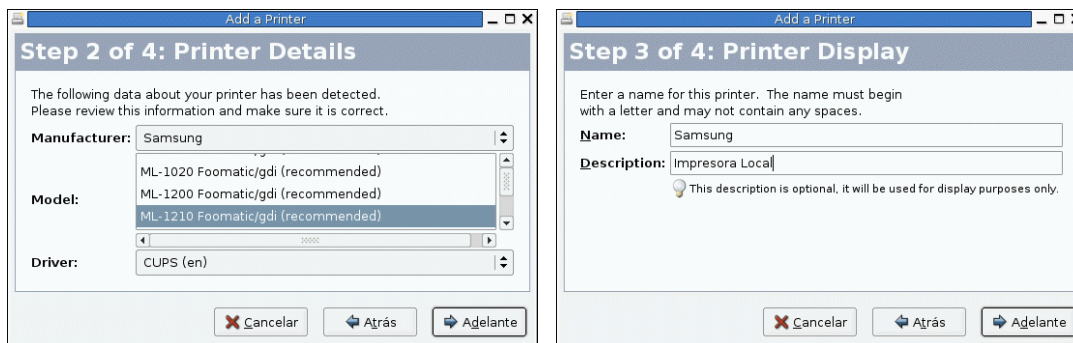 Add a Printer
Step 2 of 4: Printer Details
The following data about your printer has been detected.
Please review this information and make sure it is correct.
Manufacturer: Samsung
ML-1020 Foomatic/gdi (recommended)
ML-1200 Foomatic/gdi (recommended)
Model:
ML-1210 Foomatic/gdi (recommended)
Driver: CUPS (en)
Cancelar Atrás Adelante
Add a Printer
Step 3 of 4: Printer Display
Enter a name for this printer. The name must begin
with a letter and may not contain any spaces.
Name: Samsung
Description: Impresora Local
This description is optional, it will be used for display purposes only.
Cancelar Atrás Adelante